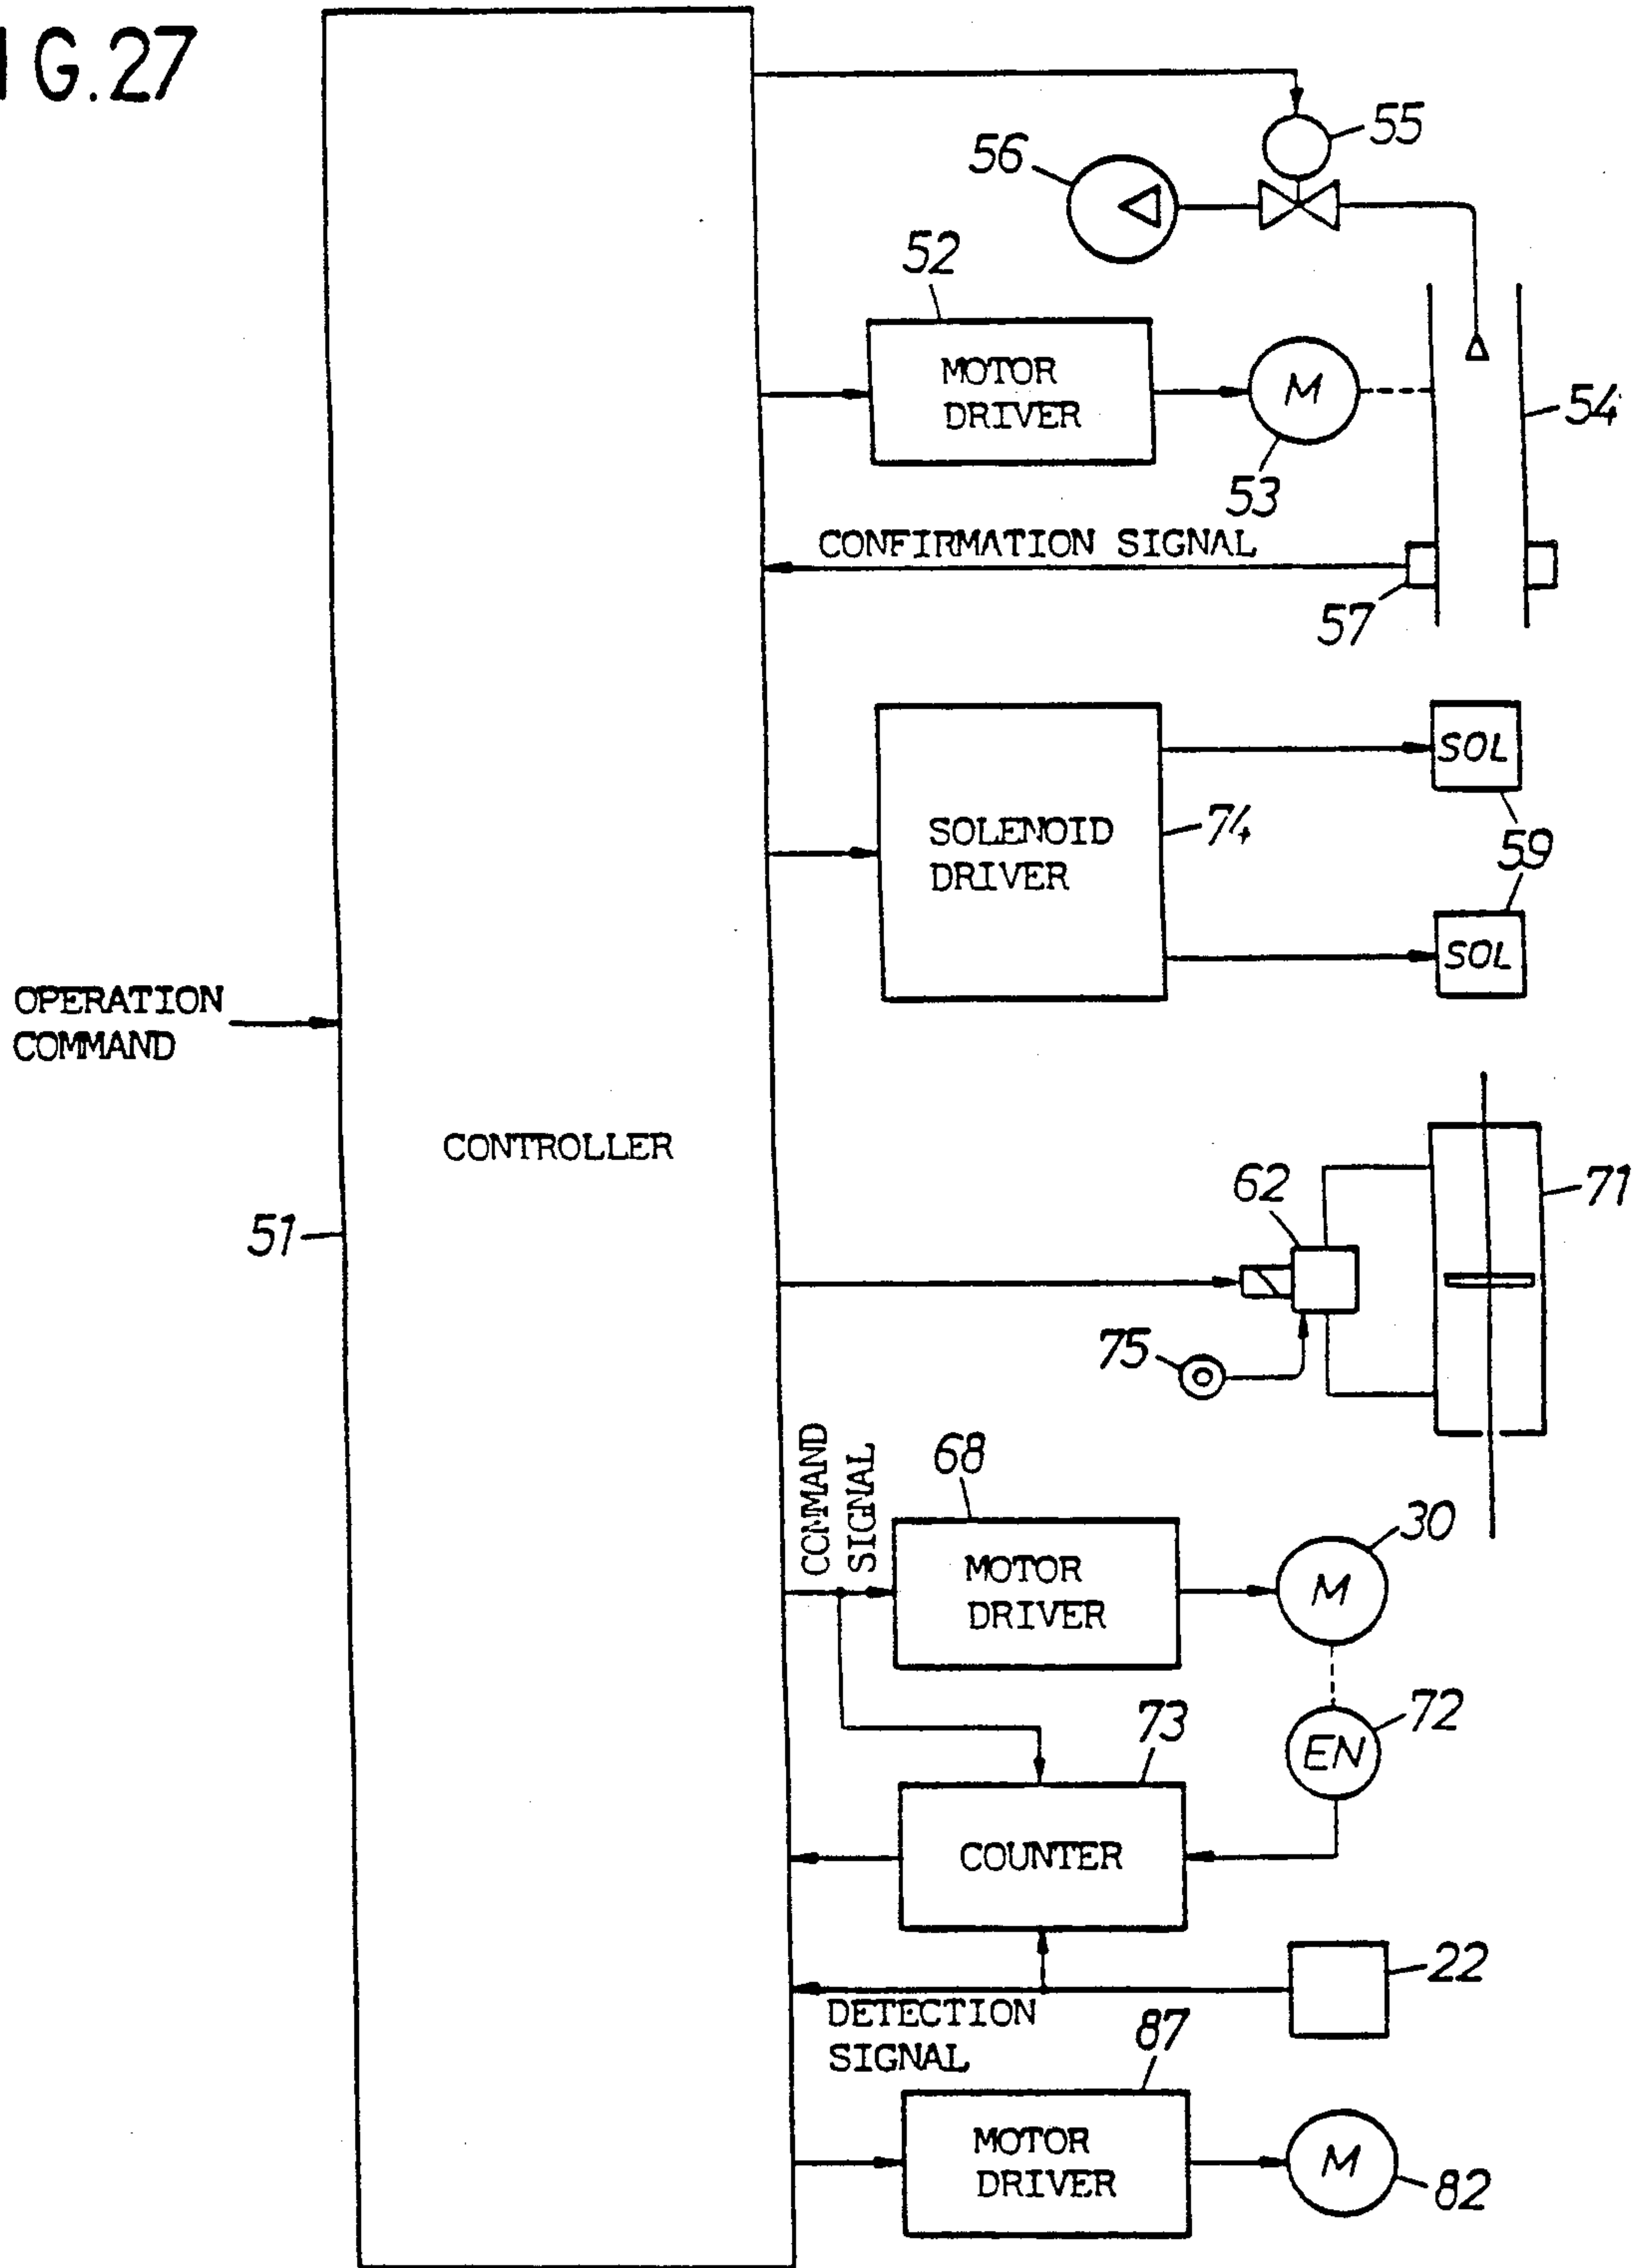 IG.27
55
56
52
MOTOR
DRIVER
M
54
53
CONFIRMATION SIGNAL
57
SOL
SOLENOID
DRIVER
74
59
SOL
OPERATION
COMMAND
CONTROLLER
62
71
51
75
COMMAND
SIGNAL
68
30
MOTOR
DRIVER
M
73
72
EN
COUNTER
22
DETECTION
SIGNAL
87
MOTOR
DRIVER
M
82